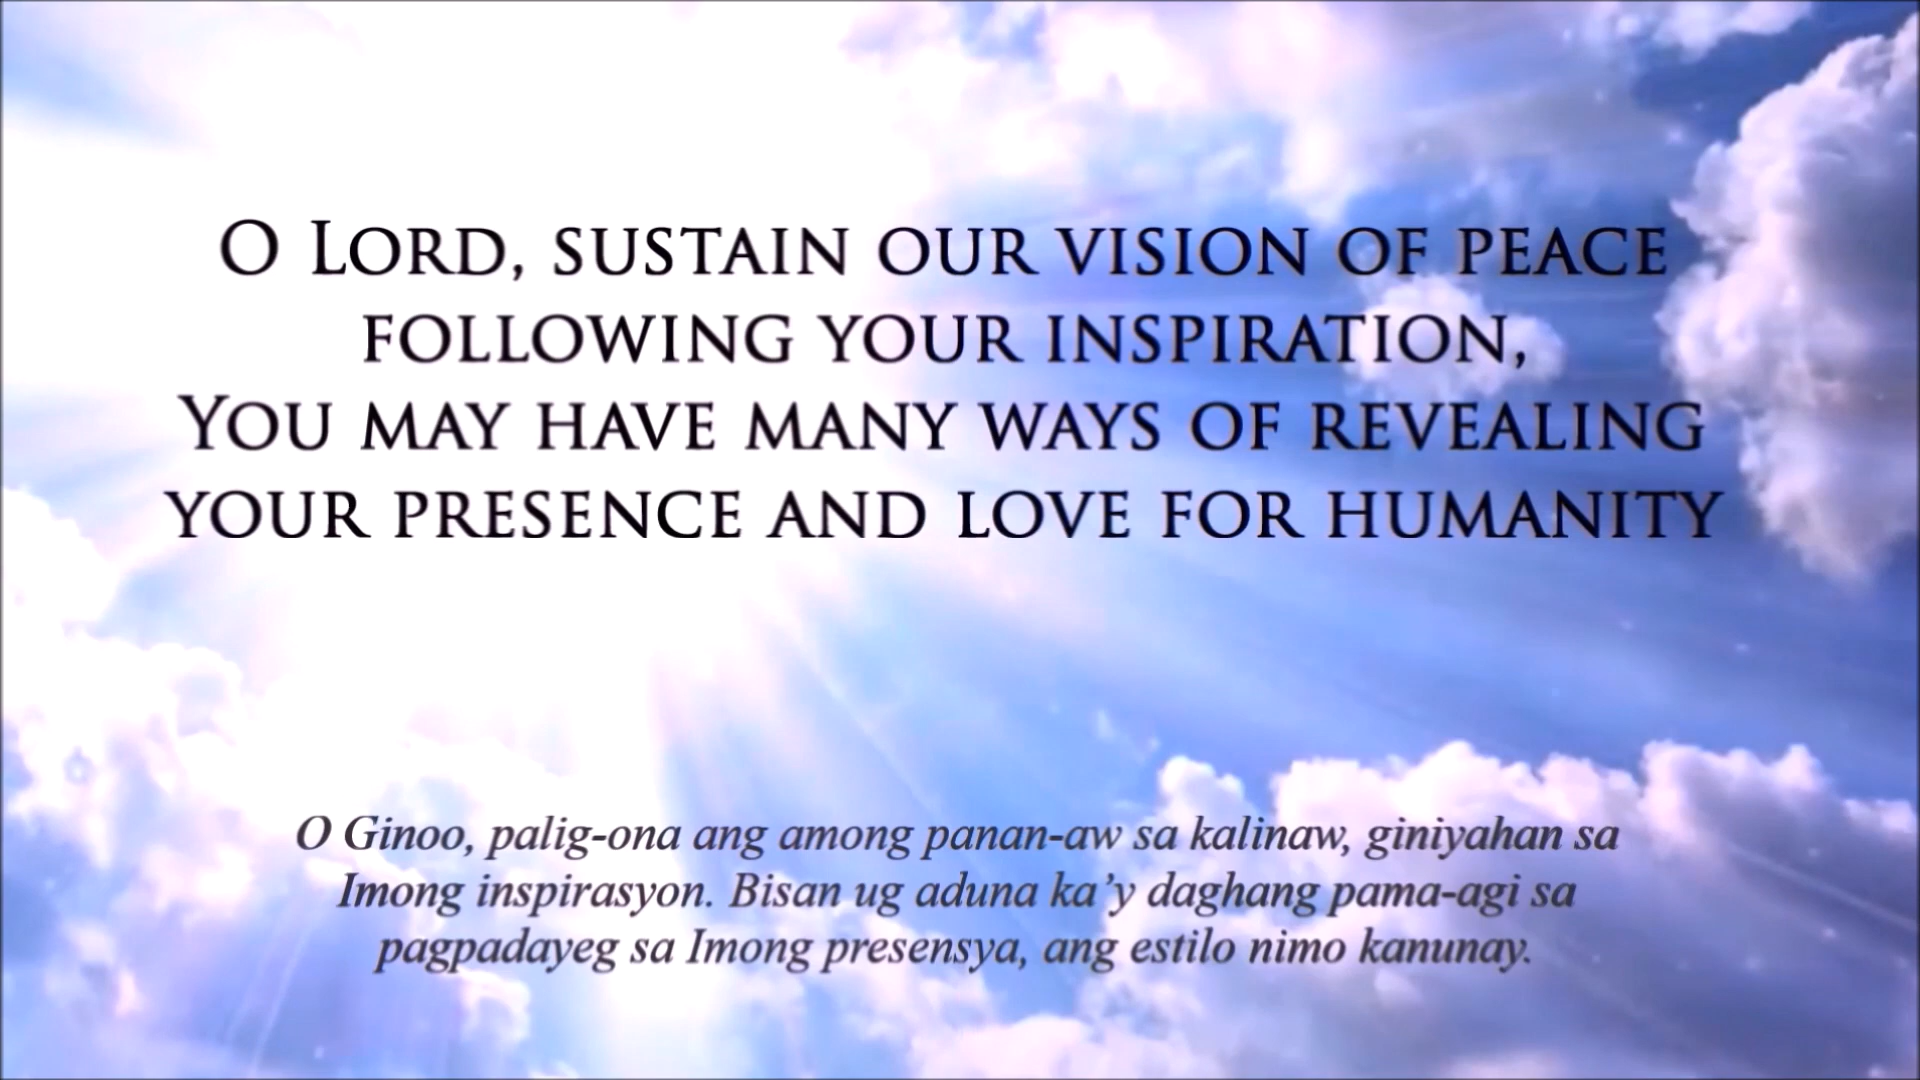 O Lord, sustain our vision of peace
following your inspiration,
You may have many ways of revealing
your presence and love for humanity
O Ginoo, palig-ona ang among panan-aw sa kalinaw, giniyahan sa
Imong inspirasyon. Bisan ug aduna ka’y daghang pama-agi sa
pagpadayeg sa Imong presensya, ang estilo nimo kanunay.